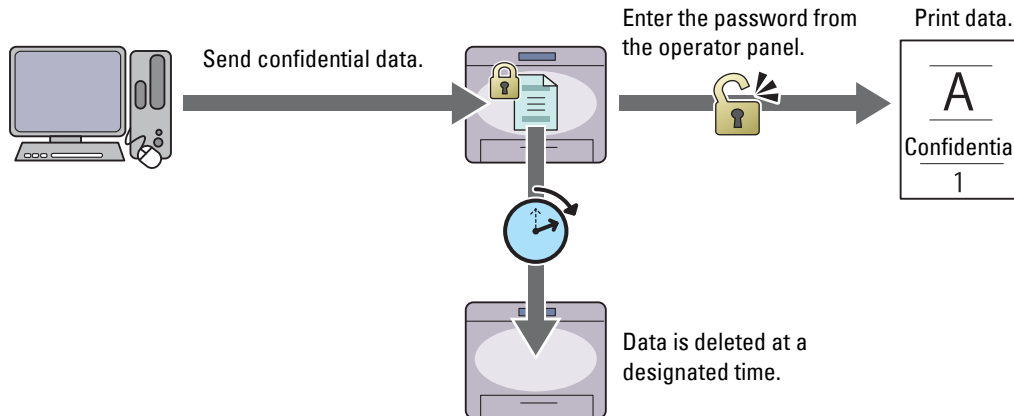 Send confidential data.
Enter the password from
the operator panel.
Print data.
A
Confidentia
1
Data is deleted at a
designated time.